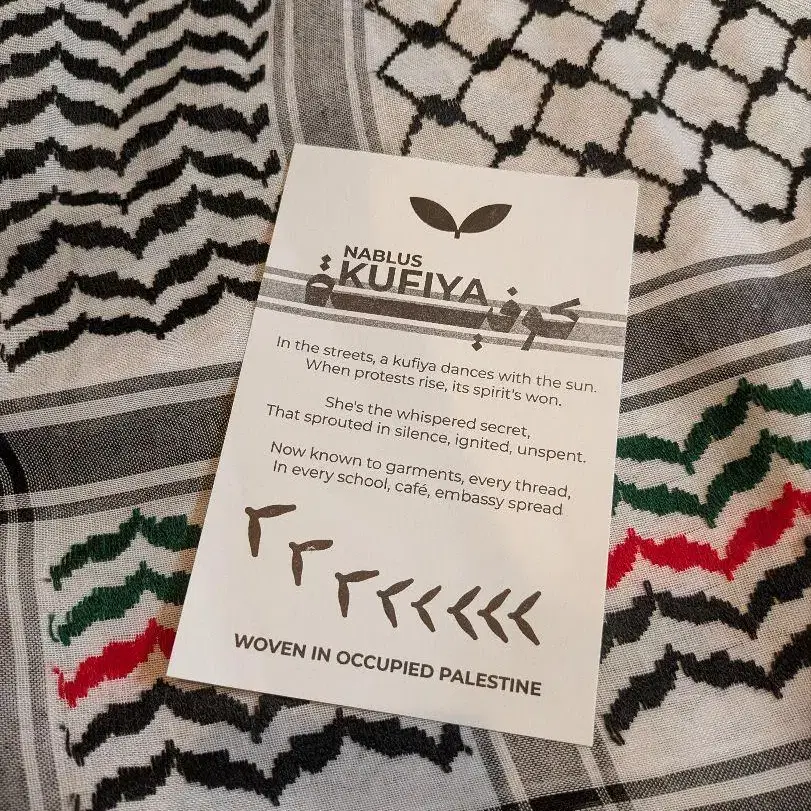 NABLUS
KUFIYA
كوفية
In the streets, a kufiya dances with the sun.
When protests rise, its spirit's won.
She's the whispered secret,
That sprouted in silence, ignited, unspent.
Now known to garments, every thread,
In every school, café, embassy spread
WOVEN IN OCCUPIED PALESTINE